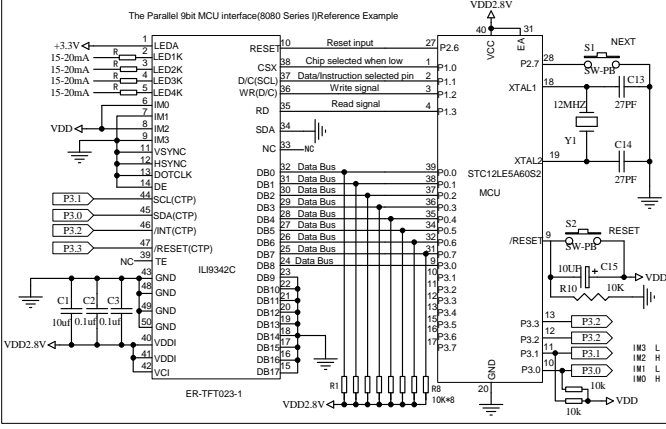 The Parallel 9bit MCU interface(8080 Series I)Reference Example
VDD2.8V
+3.3V 1 LEDA
15-20mA R 2 LED1K
15-20mA R 3 LED2K
15-20mA R 4 LED3K
15-20mA R 5 LED4K
6 IM0
7 IM1
VDD 8 IM2
9 IM3
11 VSYNC
12 HSYNC
13 DOTCLK
14 DE
P3.1 44 SCL(CTP)
P3.0 45 SDA(CTP)
P3.2 46 /INT(CTP)
P3.3 47 /RESET(CTP)
NC 39 TE
ILI9342C
43 GND
48 GND
49 GND
50 GND
C1 C2 C3
10uf 0.1uf 0.1uf
VDD2.8V 40 VDDI
41 VDDI
42 VCI
ER-TFT023-1
RESET 10 Reset input 27 P2.6
CSX 38 Chip selected when low 1 P1.0
D/C(SCL) 37 Data/Instruction selected pin 2 P1.1
WR(D/C) 36 Write signal 3 P1.2
RD 35 Read signal 4 P1.3
SDA 34
NC 33 NC
DB0 32 Data Bus 39 P0.0
DB1 31 Data Bus 38 P0.1
DB2 30 Data Bus 37 P0.2
DB3 29 Data Bus 36 P0.3
DB4 28 Data Bus 35 P0.4
DB5 27 Data Bus 34 P0.5
DB6 26 Data Bus 32 P0.6
DB7 25 Data Bus 31 P0.7
DB8 24 Data Bus 9 P3.0
DB9 23 10 P3.1
DB10 22 11 P3.2
DB11 21 12 P3.3
DB12 20 13 P3.4
DB13 19 14 P3.5
DB14 18 15 P3.6
DB15 17 16 P3.7
DB16 16 17
DB17 15
R1 R8
VDD2.8V 10K*8
40 31
VCC EA
STC12LE5A60S2
MCU
GND
20
P2.7 28 S1 NEXT
SW-PB
XTAL1 18 C13
12MHZ 27PF
Y1
XTAL2 19 C14
27PF
/RESET 9 S2 RESET
SW-PB
10UF + C15 VDD
R10 10K
P3.3 13 P3.2
P3.2 12 P3.2
P3.1 11 P3.1
P3.0 10 P3.0
IM3 L
IM2 H
IM1 L
IM0 H
10k
VDD
10k